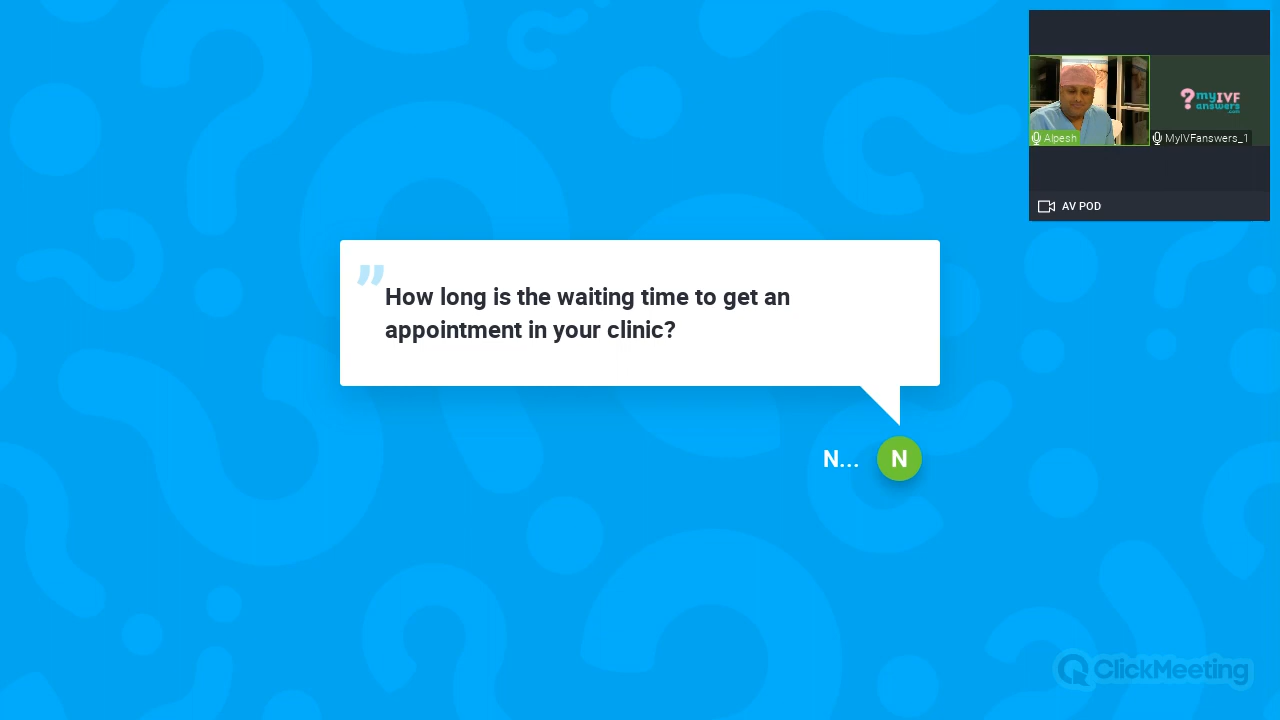 ?myIVF
answers
.com
Alpesh
MyIVFanswers_1
AV POD
"
How long is the waiting time to get an
appointment in your clinic?
N... N
ClickMeeting